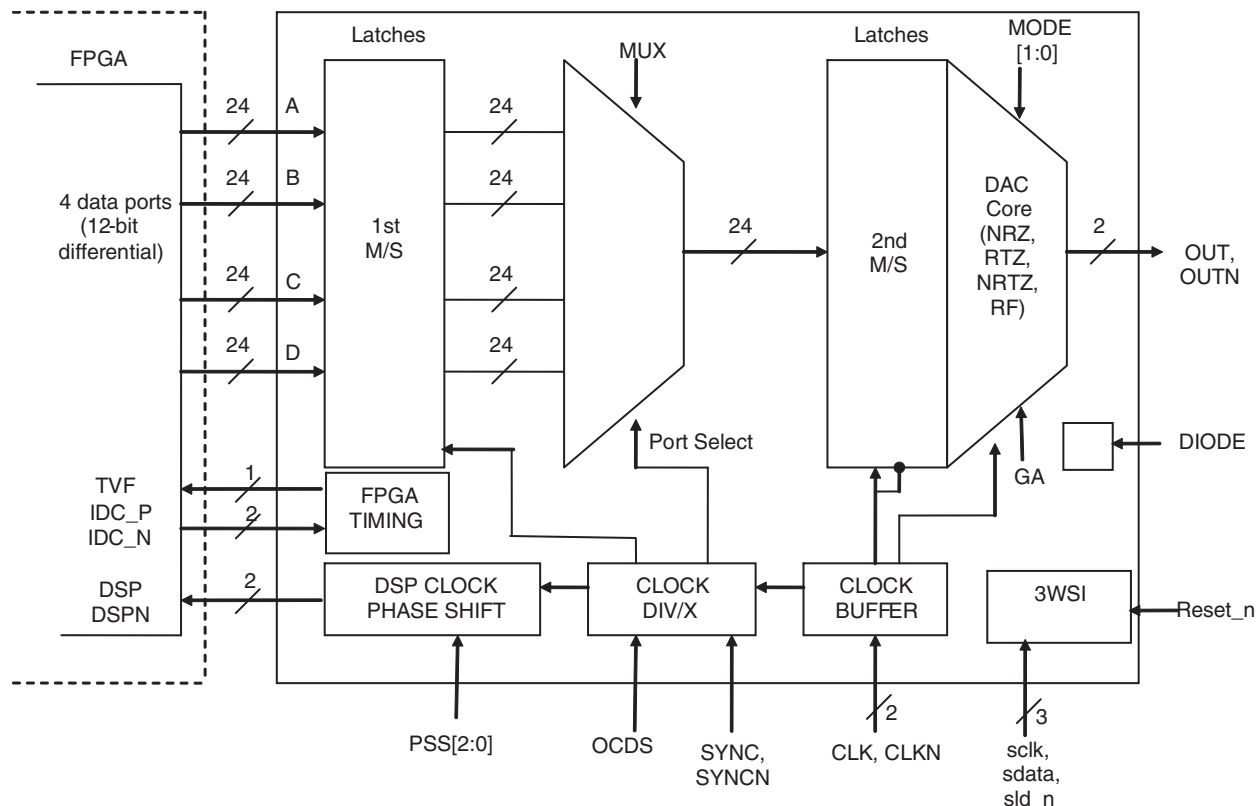 Latches
Latches
MODE
[1:0]
FPGA
MUX
24
A
24
24
B
24
4 data ports
(12-bit
differential)
1st
M/S
24
2nd
M/S
DAC
Core
(NRZ,
RTZ,
NRTZ,
RF)
2
OUT,
OUTN
24
C
24
24
D
24
Port Select
DIODE
GA
TVF
1
IDC_P
IDC_N
2
FPGA
TIMING
DSP
DSPN
2
DSP CLOCK
PHASE SHIFT
CLOCK
DIV/X
CLOCK
BUFFER
3WSI
Reset_n
2
3
PSS[2:0]
OCDS
SYNC,
SYNCN
CLK, CLKN
sclk,
sdata,
sld_n